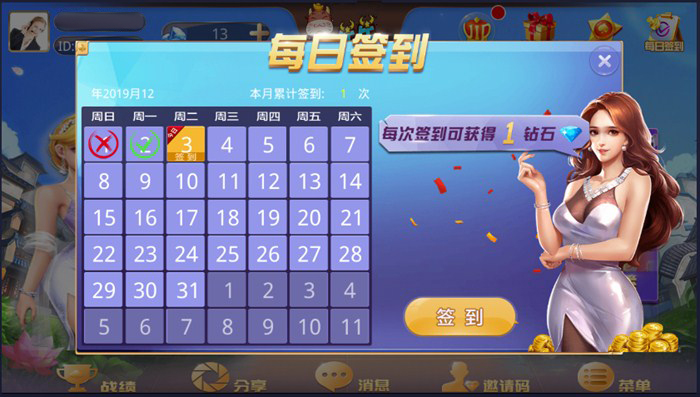 ID:
13
VIP
每日签到
每日签到
年2019月12
本月累计签到: 1 次
周日 周一 周二 周三 周四 周五 周六
1 2 3 4 5 6 7
今日
签到
8 9 10 11 12 13 14
15 16 17 18 19 20 21
22 23 24 25 26 27 28
29 30 31 1 2 3 4
5 6 7 8 9 10 11
每次签到可获得 1 钻石
签到
战绩 分享 消息 邀请码 菜单